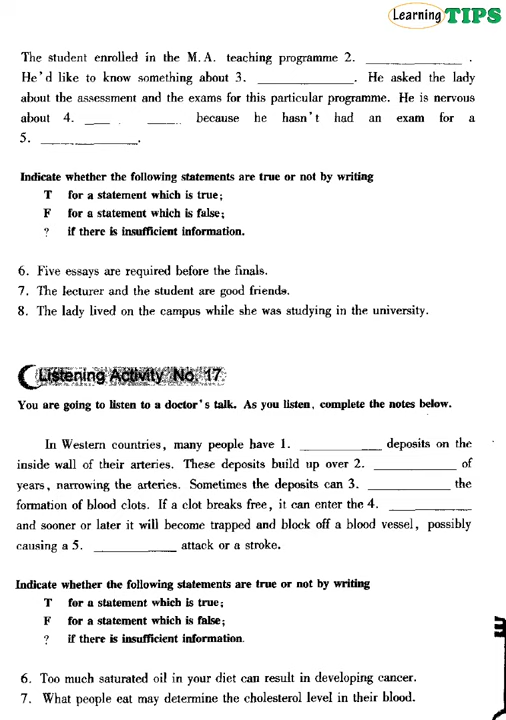 Learning TIPS
The student enrolled in the M.A. teaching programme 2. ____________ .
He'd like to know something about 3. ____________. He asked the lady
about the assessment and the exams for this particular programme. He is nervous
about 4. ___ . ____ because he hasn't had an exam for a
5. ____________.
Indicate whether the following statements are true or not by writing
T for a statement which is true;
F for a statement which is false;
? if there is insufficient information.
6. Five essays are required before the finals.
7. The lecturer and the student are good friends.
8. The lady lived on the campus while she was studying in the university.
Listening Activity No. 17
You are going to listen to a doctor's talk. As you listen, complete the notes below.
In Western countries, many people have 1. __________ deposits on the
inside wall of their arteries. These deposits build up over 2. __________ of
years, narrowing the arteries. Sometimes the deposits can 3. __________ the
formation of blood clots. If a clot breaks free, it can enter the 4. __________
and sooner or later it will become trapped and block off a blood vessel, possibly
causing a 5. __________ attack or a stroke.
Indicate whether the following statements are true or not by writing
T for a statement which is true;
F for a statement which is false;
? if there is insufficient information.
6. Too much saturated oil in your diet can result in developing cancer.
7. What people eat may determine the cholesterol level in their blood.